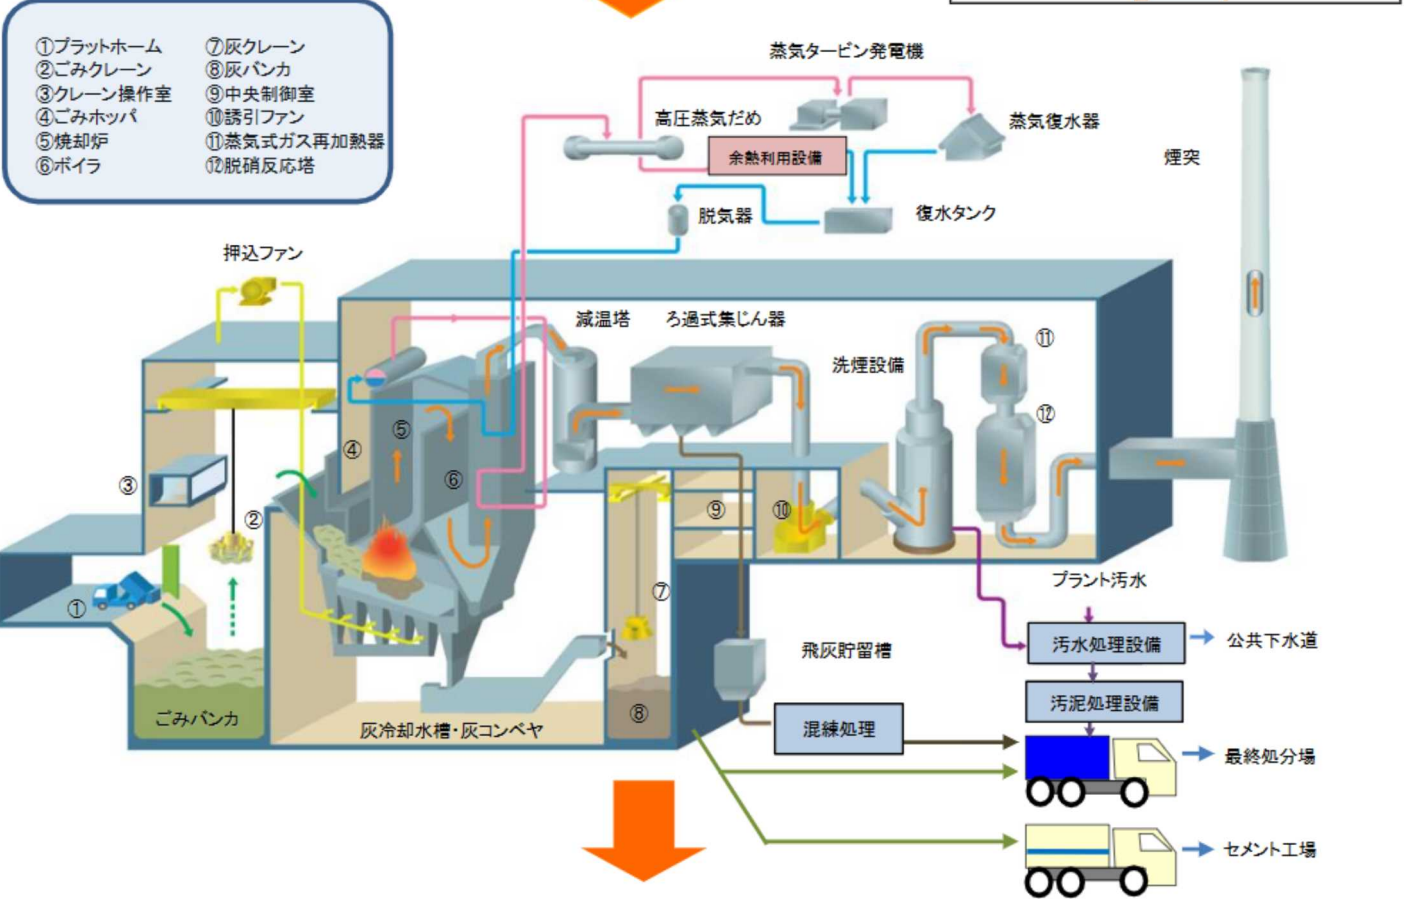 ①プラットホーム
②ごみクレーン
③クレーン操作室
④ごみホッパ
⑤焼却炉
⑥ボイラ
⑦灰クレーン
⑧灰バンカ
⑨中央制御室
⑩誘引ファン
⑪蒸気式ガス再加熱器
⑫脱硝反応塔
蒸気タービン発電機
高圧蒸気だめ
蒸気復水器
余熱利用設備
煙突
脱気器
復水タンク
押込ファン
減温塔
ろ過式集じん器
洗煙設備
⑪
⑫
⑤
④
⑥
③
②
⑨
⑩
①
⑦
プラント汚水
汚水処理設備
公共下水道
飛灰貯留槽
汚泥処理設備
ごみバンカ
灰冷却水槽・灰コンベヤ
⑧
混練処理
最終処分場
セメント工場